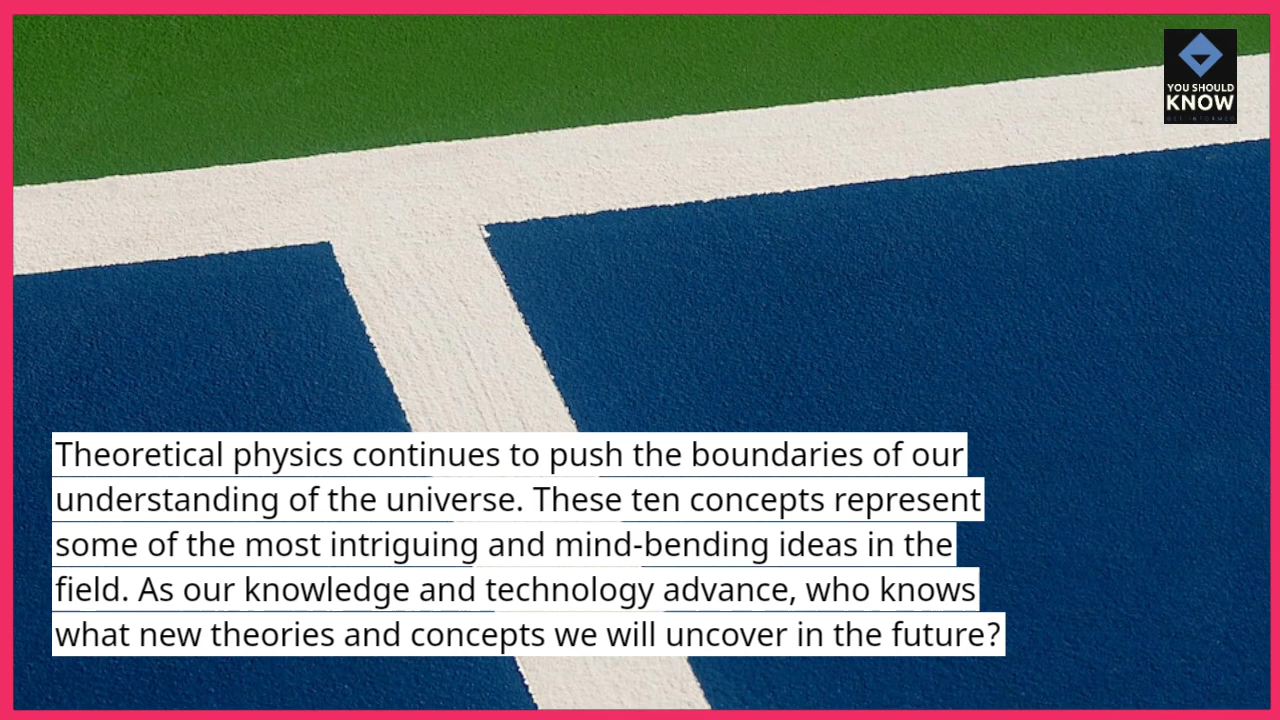 YOU SHOULD
KNOW
GET INFORMED
Theoretical physics continues to push the boundaries of our
understanding of the universe. These ten concepts represent
some of the most intriguing and mind-bending ideas in the
field. As our knowledge and technology advance, who knows
what new theories and concepts we will uncover in the future?